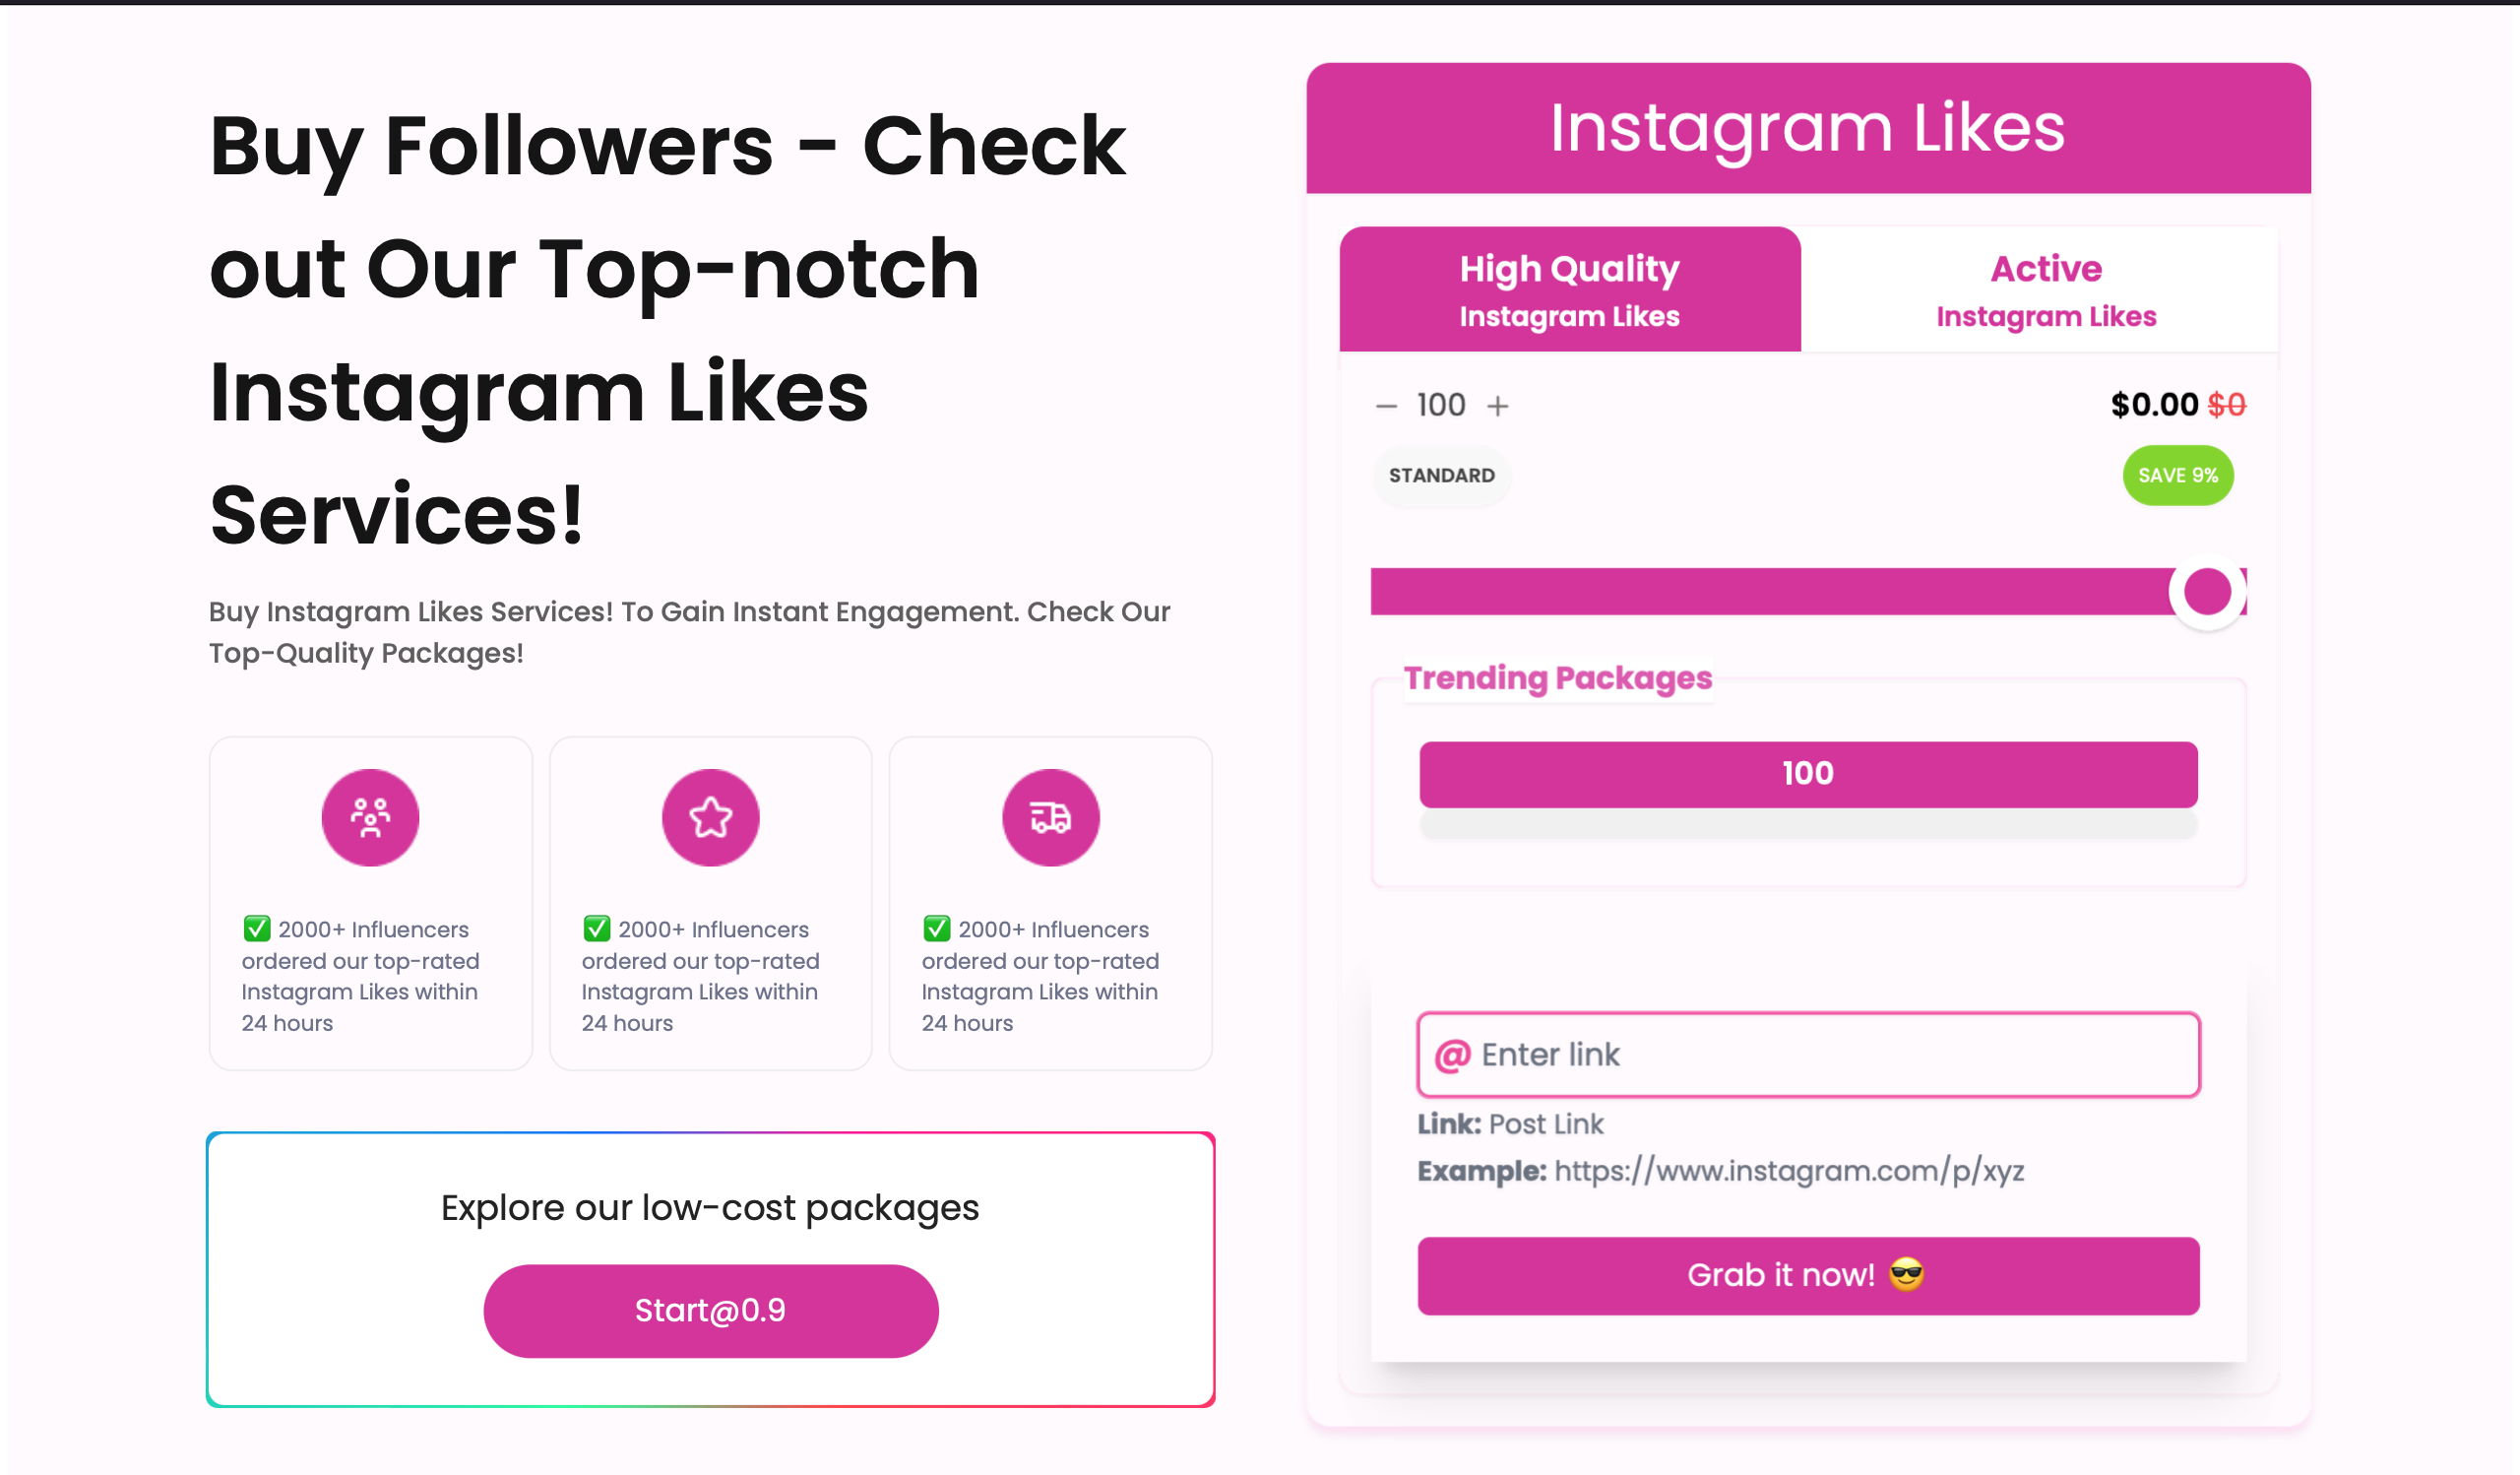 Buy Followers - Check
out Our Top-notch
Instagram Likes
Services!
Buy Instagram Likes Services! To Gain Instant Engagement. Check Our
Top-Quality Packages!
✅ 2000+ Influencers
ordered our top-rated
Instagram Likes within
24 hours
✅ 2000+ Influencers
ordered our top-rated
Instagram Likes within
24 hours
✅ 2000+ Influencers
ordered our top-rated
Instagram Likes within
24 hours
Explore our low-cost packages
Start@0.9
Instagram Likes
High Quality
Instagram Likes
Active
Instagram Likes
− 100 +
$0.00 $0
STANDARD
SAVE 9%
Trending Packages
100
@ Enter link
Link: Post Link
Example: https://www.instagram.com/p/xyz
Grab it now! 😎